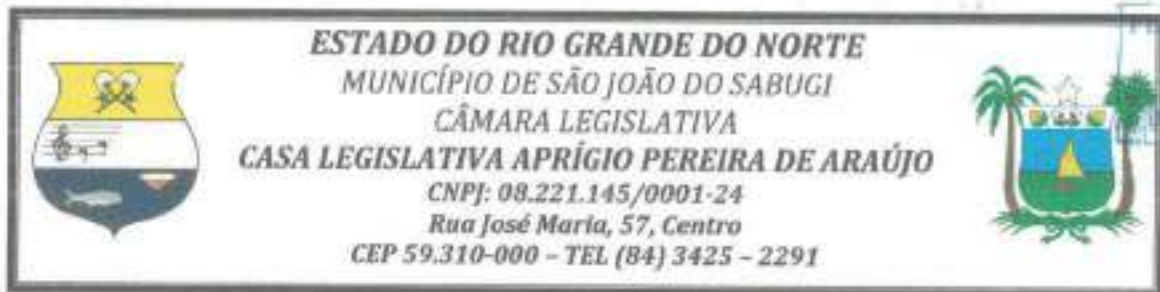 ESTADO DO RIO GRANDE DO NORTE
MUNICÍPIO DE SÃO JOÃO DO SABUGI
CÂMARA LEGISLATIVA
CASA LEGISLATIVA APRÍGIO PEREIRA DE ARAÚJO
CNPJ: 08.221.145/0001-24
Rua José Maria, 57, Centro
CEP 59.310-000 – TEL (84) 3425 – 2291